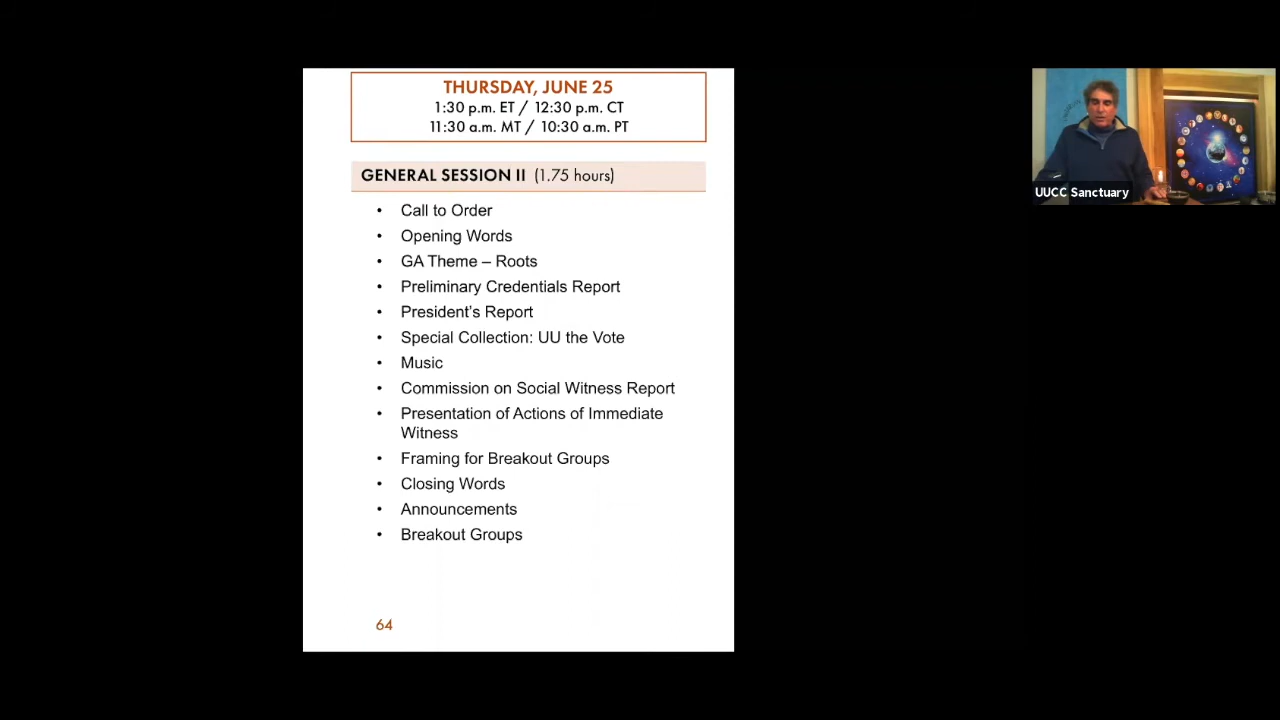 THURSDAY, JUNE 25
1:30 p.m. ET / 12:30 p.m. CT
11:30 a.m. MT / 10:30 a.m. PT
GENERAL SESSION II (1.75 hours)
• Call to Order
• Opening Words
• GA Theme – Roots
• Preliminary Credentials Report
• President's Report
• Special Collection: UU the Vote
• Music
• Commission on Social Witness Report
• Presentation of Actions of Immediate
Witness
• Framing for Breakout Groups
• Closing Words
• Announcements
• Breakout Groups
64
UUCC Sanctuary